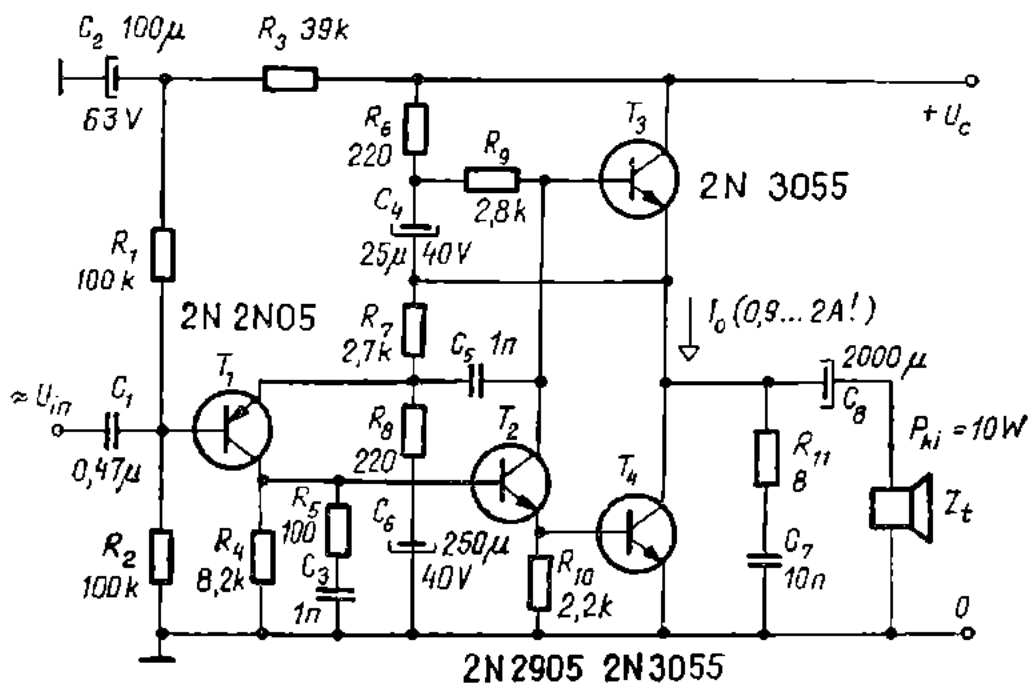 C2 100µ
63V
R3 39k
+ Uc
R6
220
R9
2,8k
T3
2N 3055
C4
25µ 40V
R1
100k
2N 2N05
R7
2,7k
C5 1n
I0 (0,9...2A!)
2000µ
C8
≈ Uin
C1
0,47µ
T1
R8
220
T2
T4
R11
8
Pki = 10W
Zt
R2
100k
R4
8,2k
R5
100
C3
1n
C6
250µ
40V
R10
2,2k
C7
10n
0
2N2905 2N3055